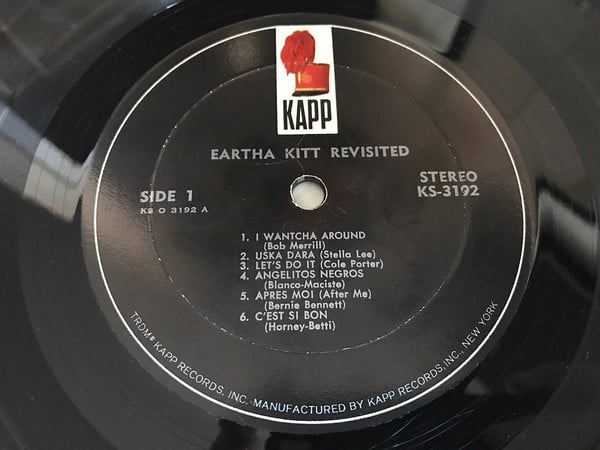 KAPP
EARTHA KITT REVISITED
SIDE 1
KS O 3192 A
STEREO
KS-3192
1. I WANTCHA AROUND
(Bob Merrill)
2. USKA DARA (Stella Lee)
3. LET'S DO IT (Cole Porter)
4. ANGELITOS NEGROS
(Blanco-Maciste)
5. APRES MOI (After Me)
(Bernie Bennett)
6. C'EST SI BON
(Horney-Betti)
TRDM® KAPP RECORDS, INC.-MANUFACTURED BY KAPP RECORDS, INC., NEW YORK